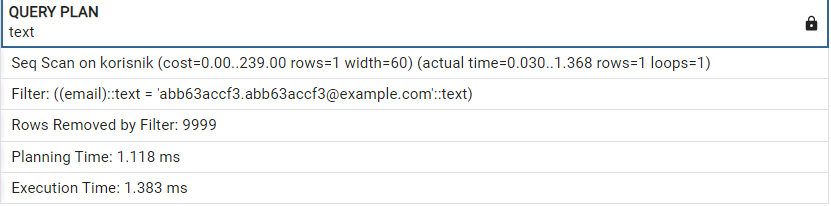 QUERY PLAN
text
Seq Scan on korisnik (cost=0.00..239.00 rows=1 width=60) (actual time=0.030..1.368 rows=1 loops=1)
Filter: ((email)::text = 'abb63accf3.abb63accf3@example.com'::text)
Rows Removed by Filter: 9999
Planning Time: 1.118 ms
Execution Time: 1.383 ms